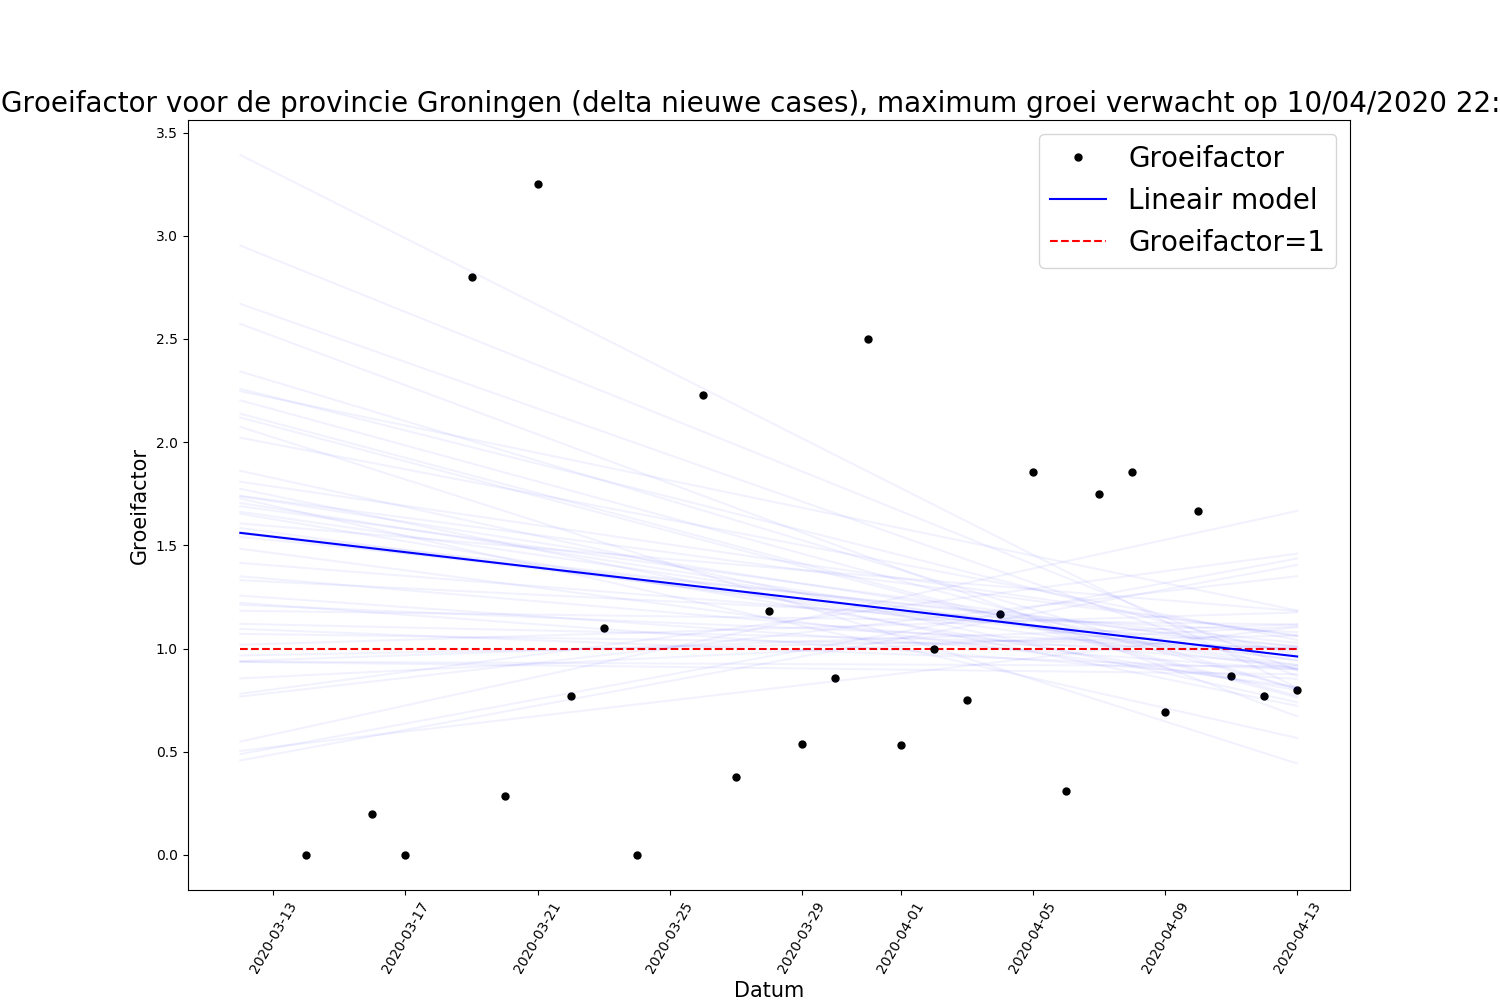 Groeifactor voor de provincie Groningen (delta nieuwe cases), maximum groei verwacht op 10/04/2020 22:
3.5
3.0
2.5
2.0
1.5
1.0
0.5
0.0
Groeifactor
Groeifactor
Lineair model
Groeifactor=1
2020-03-13
2020-03-17
2020-03-21
2020-03-25
2020-03-29
2020-04-01
2020-04-05
2020-04-09
2020-04-13
Datum